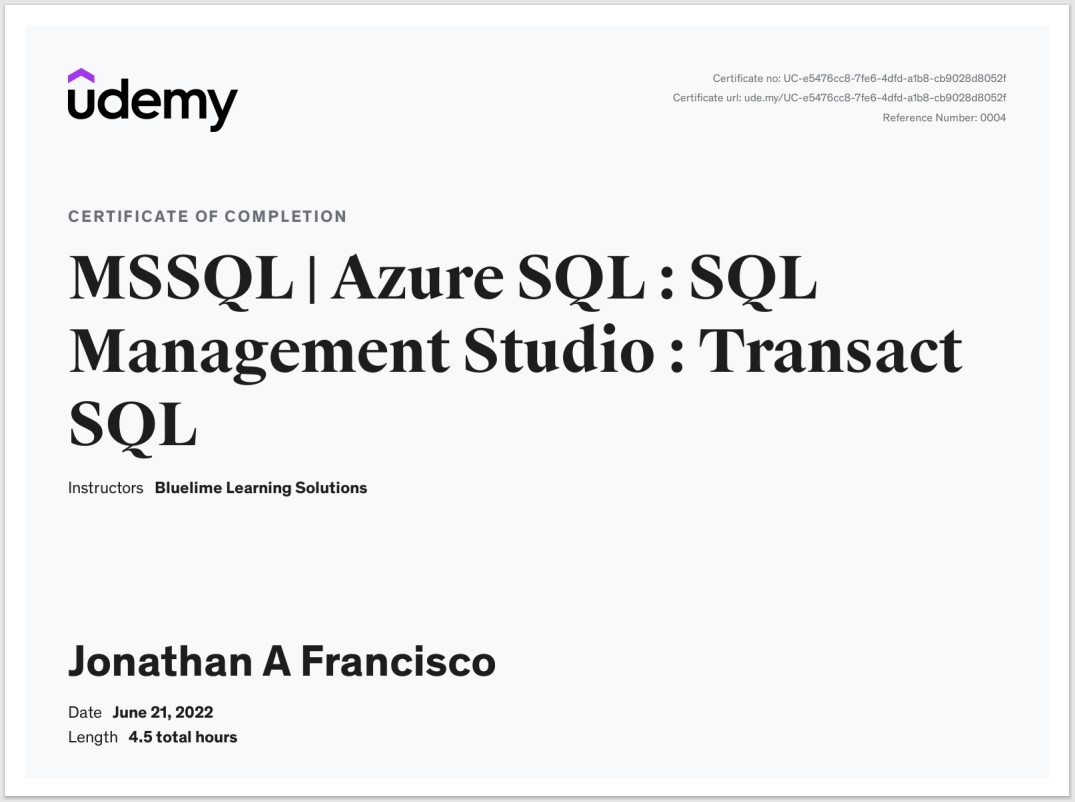 udemy
Certificate no: UC-e5476cc8-7fe6-4dfd-a1b8-cb9028d8052f
Certificate url: ude.my/UC-e5476cc8-7fe6-4dfd-a1b8-cb9028d8052f
Reference Number: 0004
CERTIFICATE OF COMPLETION
MSSQL | Azure SQL : SQL
Management Studio : Transact
SQL
Instructors Bluelime Learning Solutions
Jonathan A Francisco
Date June 21, 2022
Length 4.5 total hours